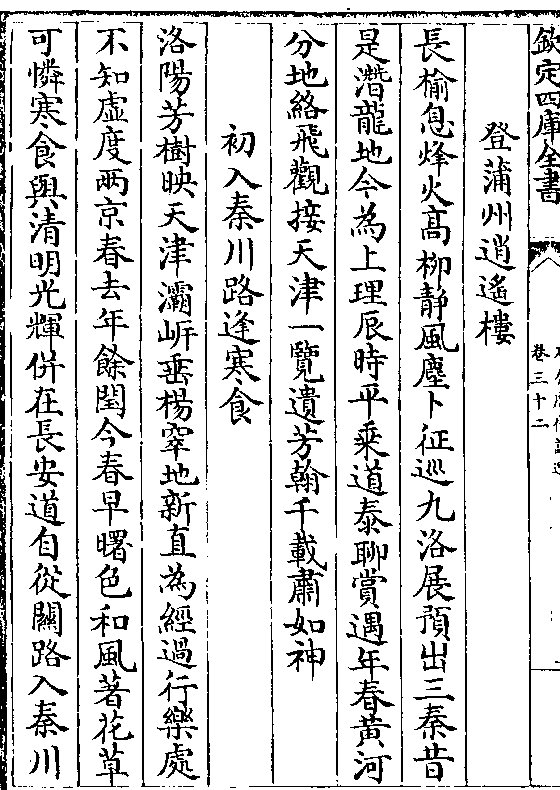 欽定四庫全書
卷三十二
登蒲州逍遙樓
長榆息烽火高柳静風塵卜征巡九洛展預出三秦昔
是潛龍地今為上理辰時平乗道泰聊賞遇年春黄河
分地絡飛觀接天津一覽遺芳翰千載肅如神
初入秦川路逢寒食
洛陽芳樹映天津灞岸垂楊窣地新直為經過行樂處
不知虚度兩京春去年餘閏今春早曙色和風著花草
可憐寒食與清明光輝併在長安道自從關路入秦川